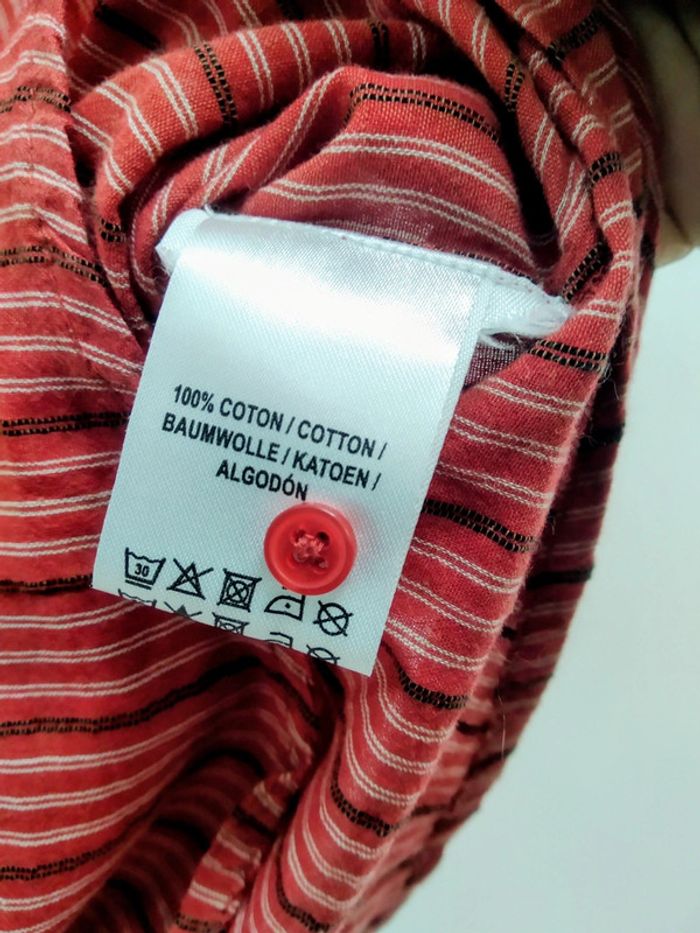 100% COTON / COTTON /
BAUMWOLLE / KATOEN /
ALGODÓN
30